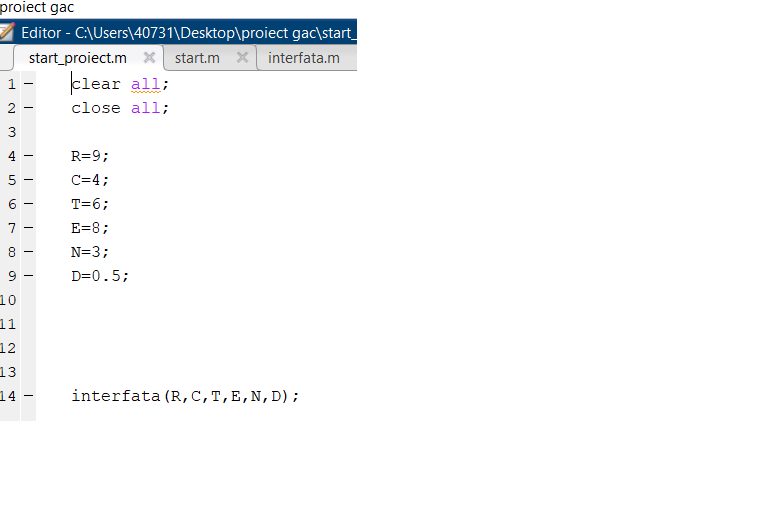 proiect gac
Editor - C:\Users\40731\Desktop\proiect gac\start_
start_proiect.m start.m interfata.m
1 clear all;
2 close all;
3
4 R=9;
5 C=4;
6 T=6;
7 E=8;
8 N=3;
9 D=0.5;
10
11
12
13
14 interfata(R,C,T,E,N,D);